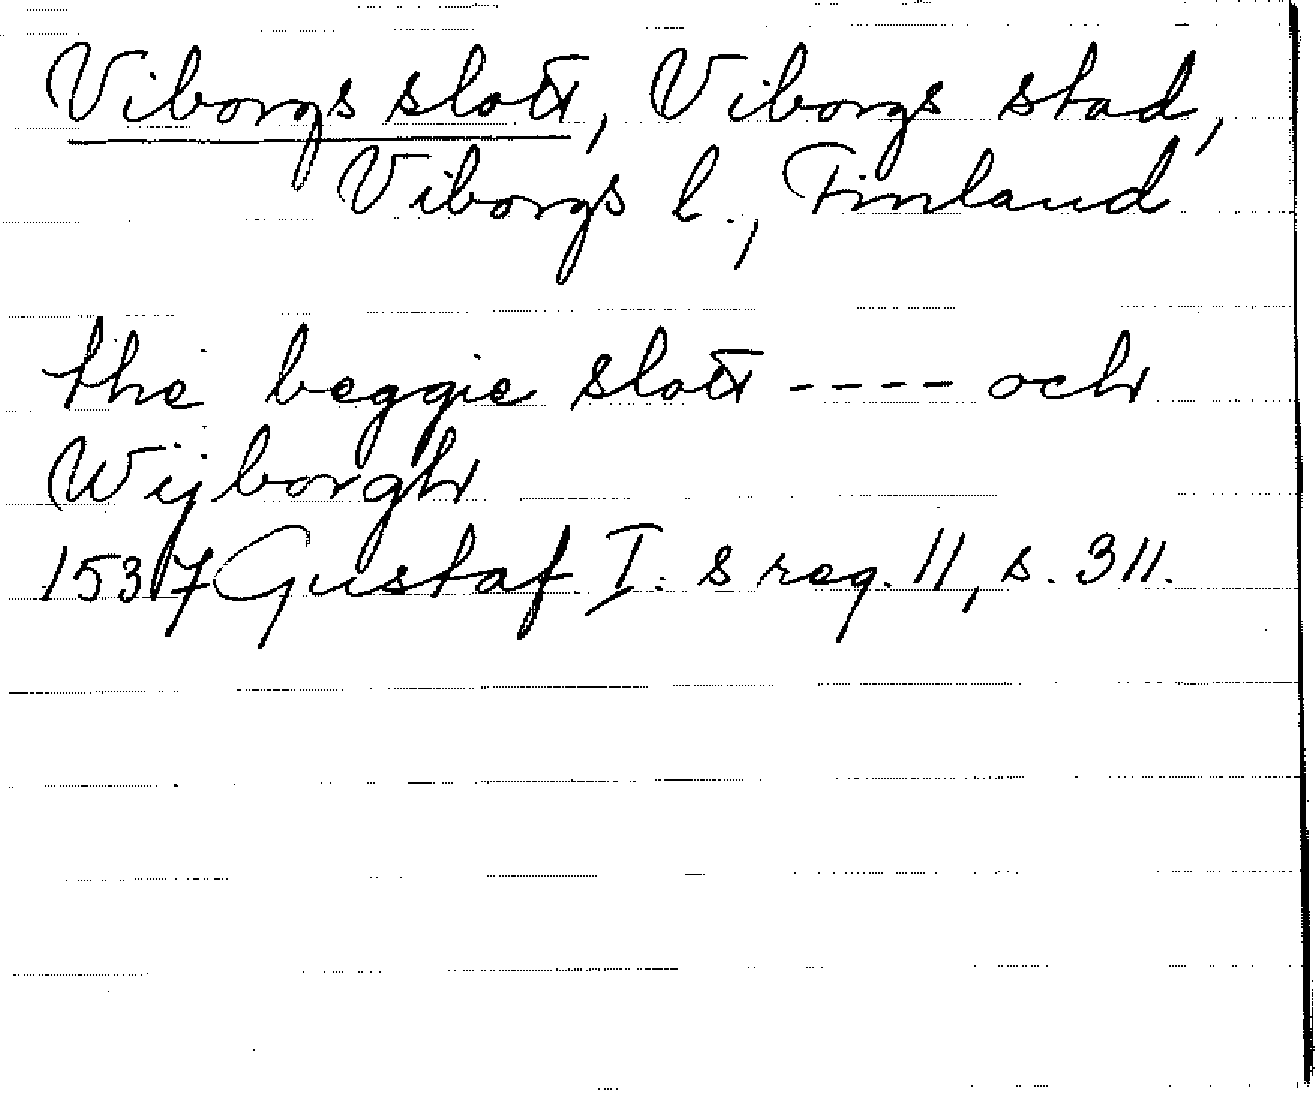 Viborgs slott, Viborgs stad,
Viborgs l., Finland
the beggie slott ---- och
Wijborgh
1537 Gustaf I:s reg. 11, s. 311.